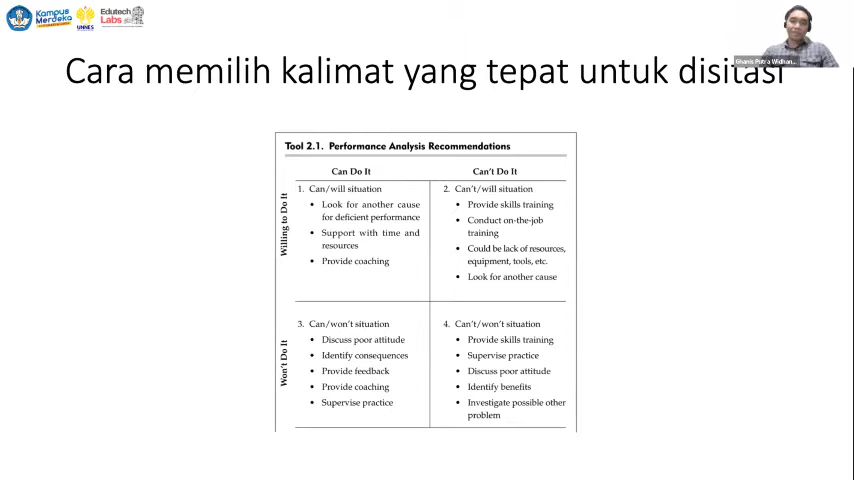 Kampus
Merdeka
UNNES
Edutech
Labs
Cara memilih kalimat yang tepat untuk disitasi
Ghanis Putra Widhan...
Tool 2.1. Performance Analysis Recommendations
Can Do It
Can't Do It
Willing to Do It
1. Can/will situation
• Look for another cause
for deficient performance
• Support with time and
resources
• Provide coaching
2. Can't/will situation
• Provide skills training
• Conduct on-the-job
training
• Could be lack of resources,
equipment, tools, etc.
• Look for another cause
Won't Do It
3. Can/won't situation
• Discuss poor attitude
• Identify consequences
• Provide feedback
• Provide coaching
• Supervise practice
4. Can't/won't situation
• Provide skills training
• Supervise practice
• Discuss poor attitude
• Identify benefits
• Investigate possible other
problem